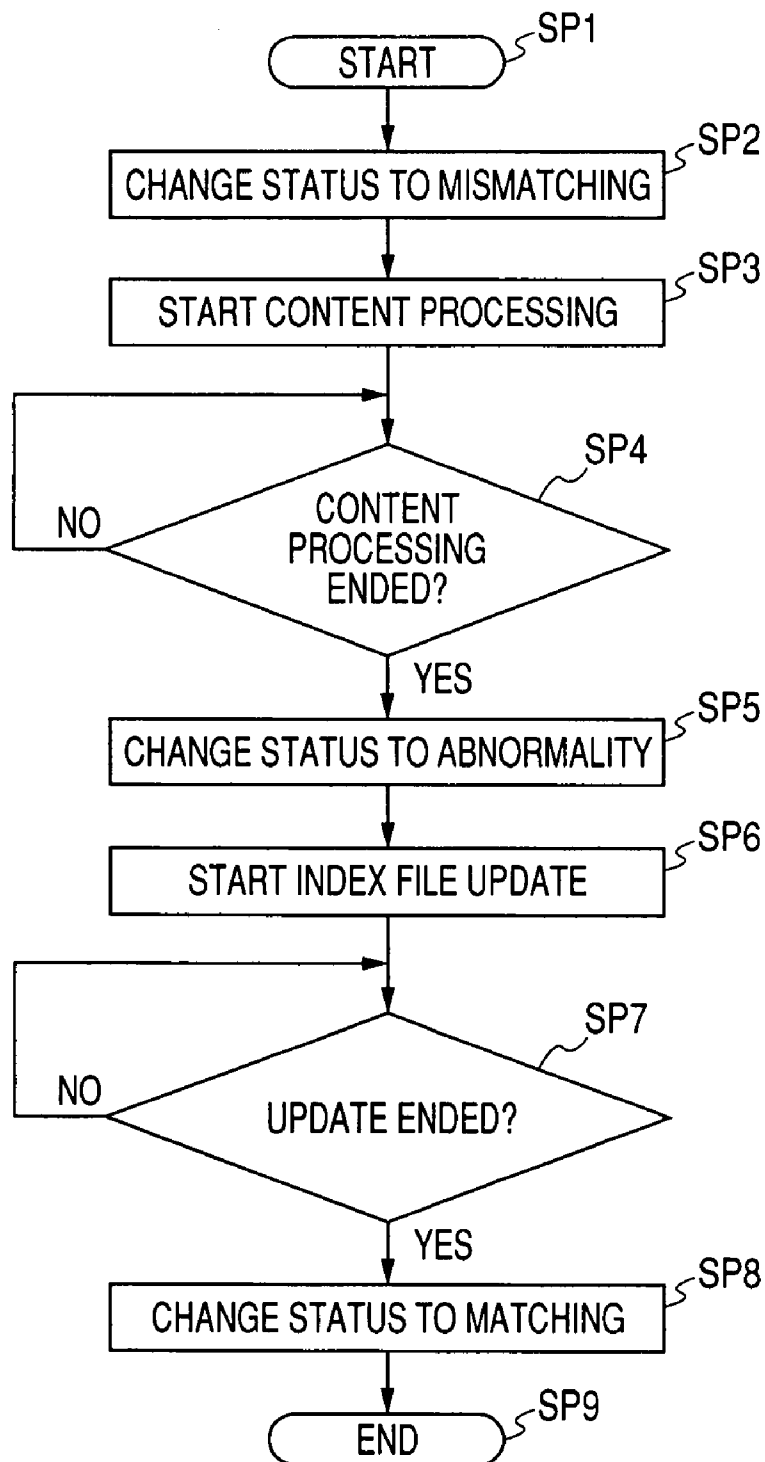 SP1
START
SP2
CHANGE STATUS TO MISMATCHING
SP3
START CONTENT PROCESSING
SP4
CONTENT
PROCESSING
ENDED?
NO
YES
SP5
CHANGE STATUS TO ABNORMALITY
SP6
START INDEX FILE UPDATE
SP7
UPDATE ENDED?
NO
YES
SP8
CHANGE STATUS TO MATCHING
SP9
END